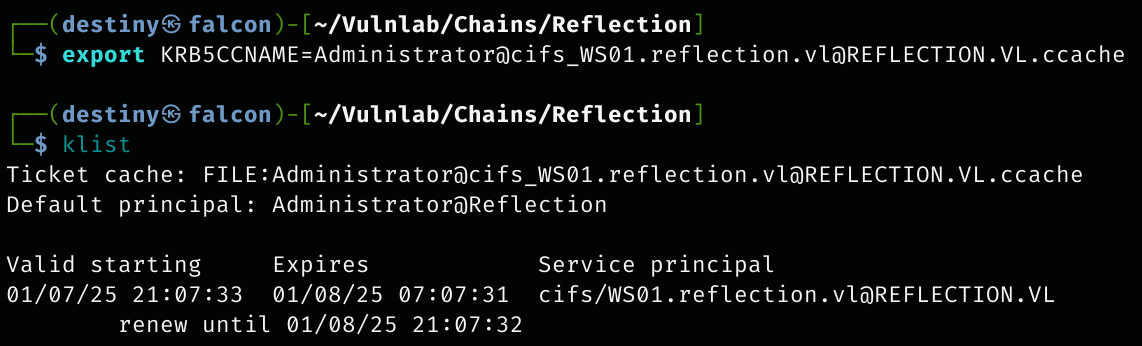 ┌──(destiny㉿falcon)-[~/Vulnlab/Chains/Reflection]
└─$ export KRB5CCNAME=Administrator@cifs_WS01.reflection.vl@REFLECTION.VL.ccache
┌──(destiny㉿falcon)-[~/Vulnlab/Chains/Reflection]
└─$ klist
Ticket cache: FILE:Administrator@cifs_WS01.reflection.vl@REFLECTION.VL.ccache
Default principal: Administrator@Reflection
Valid starting     Expires            Service principal
01/07/25 21:07:33  01/08/25 07:07:31  cifs/WS01.reflection.vl@REFLECTION.VL
        renew until 01/08/25 21:07:32